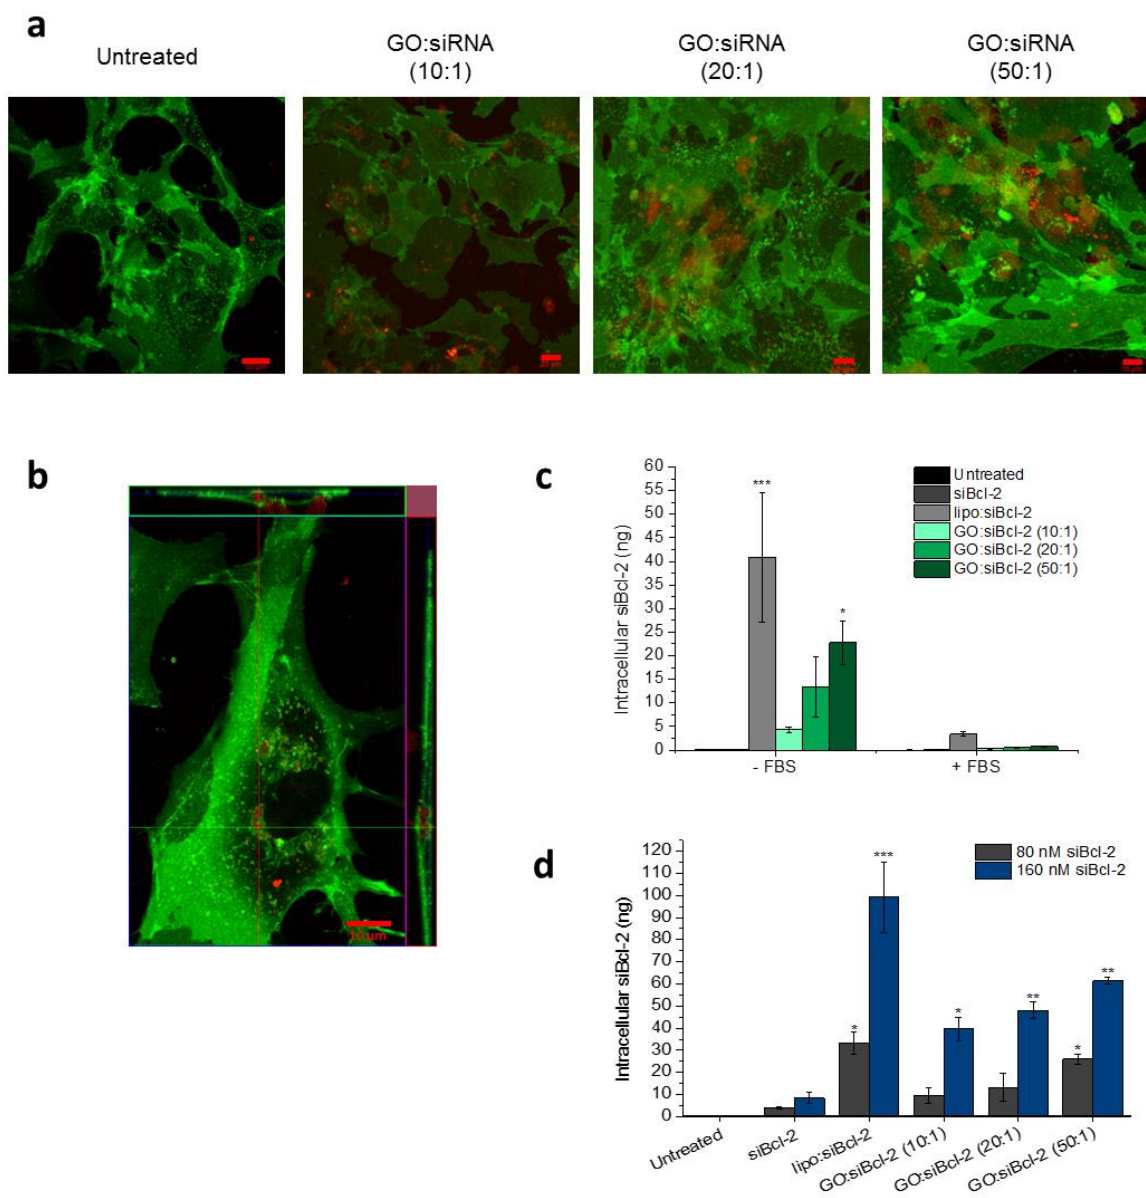 a
Untreated
GO:siRNA
(10:1)
GO:siRNA
(20:1)
GO:siRNA
(50:1)
b
10 µm
c
60
55
50
45
40
35
30
25
20
15
10
5
0
Intracellular siBcl-2 (ng)
***
*
- FBS
+ FBS
Untreated
siBcl-2
lipo:siBcl-2
GO:siBcl-2 (10:1)
GO:siBcl-2 (20:1)
GO:siBcl-2 (50:1)
d
120
110
100
90
80
70
60
50
40
30
20
10
0
Intracellular siBcl-2 (ng)
80 nM siBcl-2
160 nM siBcl-2
*
***
*
**
*
**
Untreated
siBcl-2
lipo:siBcl-2
GO:siBcl-2 (10:1)
GO:siBcl-2 (20:1)
GO:siBcl-2 (50:1)